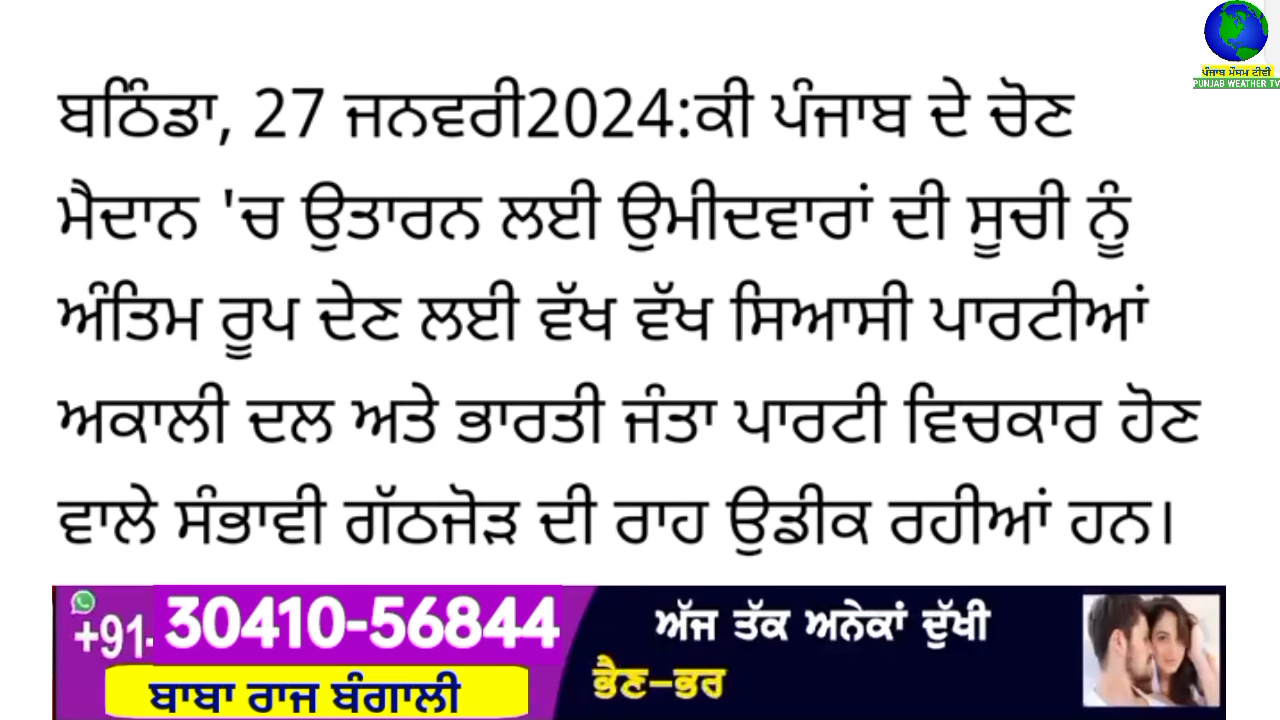 ਪੰਜਾਬ ਮੌਸਮ ਟੀਵੀ
PUNJAB WEATHER TV
ਬਠਿੰਡਾ, 27 ਜਨਵਰੀ2024:ਕੀ ਪੰਜਾਬ ਦੇ ਚੋਣ
ਮੈਦਾਨ 'ਚ ਉਤਾਰਨ ਲਈ ਉਮੀਦਵਾਰਾਂ ਦੀ ਸੂਚੀ ਨੂੰ
ਅੰਤਿਮ ਰੂਪ ਦੇਣ ਲਈ ਵੱਖ ਵੱਖ ਸਿਆਸੀ ਪਾਰਟੀਆਂ
ਅਕਾਲੀ ਦਲ ਅਤੇ ਭਾਰਤੀ ਜੰਤਾ ਪਾਰਟੀ ਵਿਚਕਾਰ ਹੋਣ
ਵਾਲੇ ਸੰਭਾਵੀ ਗੱਠਜੋੜ ਦੀ ਰਾਹ ਉਡੀਕ ਰਹੀਆਂ ਹਨ।
+91- 30410-56844
ਬਾਬਾ ਰਾਜ ਬੰਗਾਲੀ
ਅੱਜ ਤੱਕ ਅਨੇਕਾਂ ਦੁੱਖੀ
ਭੈਣ-ਭਰ